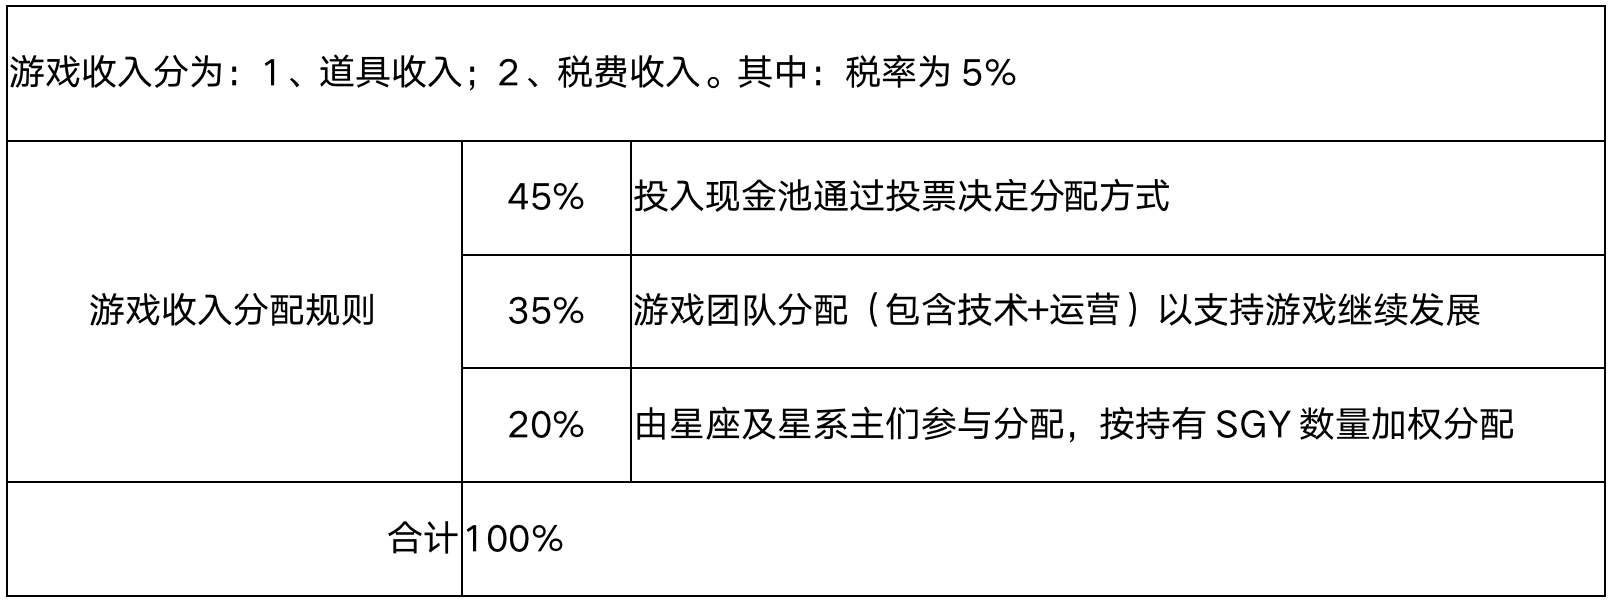 游戏收入分为：1、道具收入；2、税费收入。其中：税率为 5%
45%
投入现金池通过投票决定分配方式
游戏收入分配规则
35%
游戏团队分配（包含技术+运营）以支持游戏继续发展
20%
由星座及星系主们参与分配，按持有 SGY 数量加权分配
合计
100%